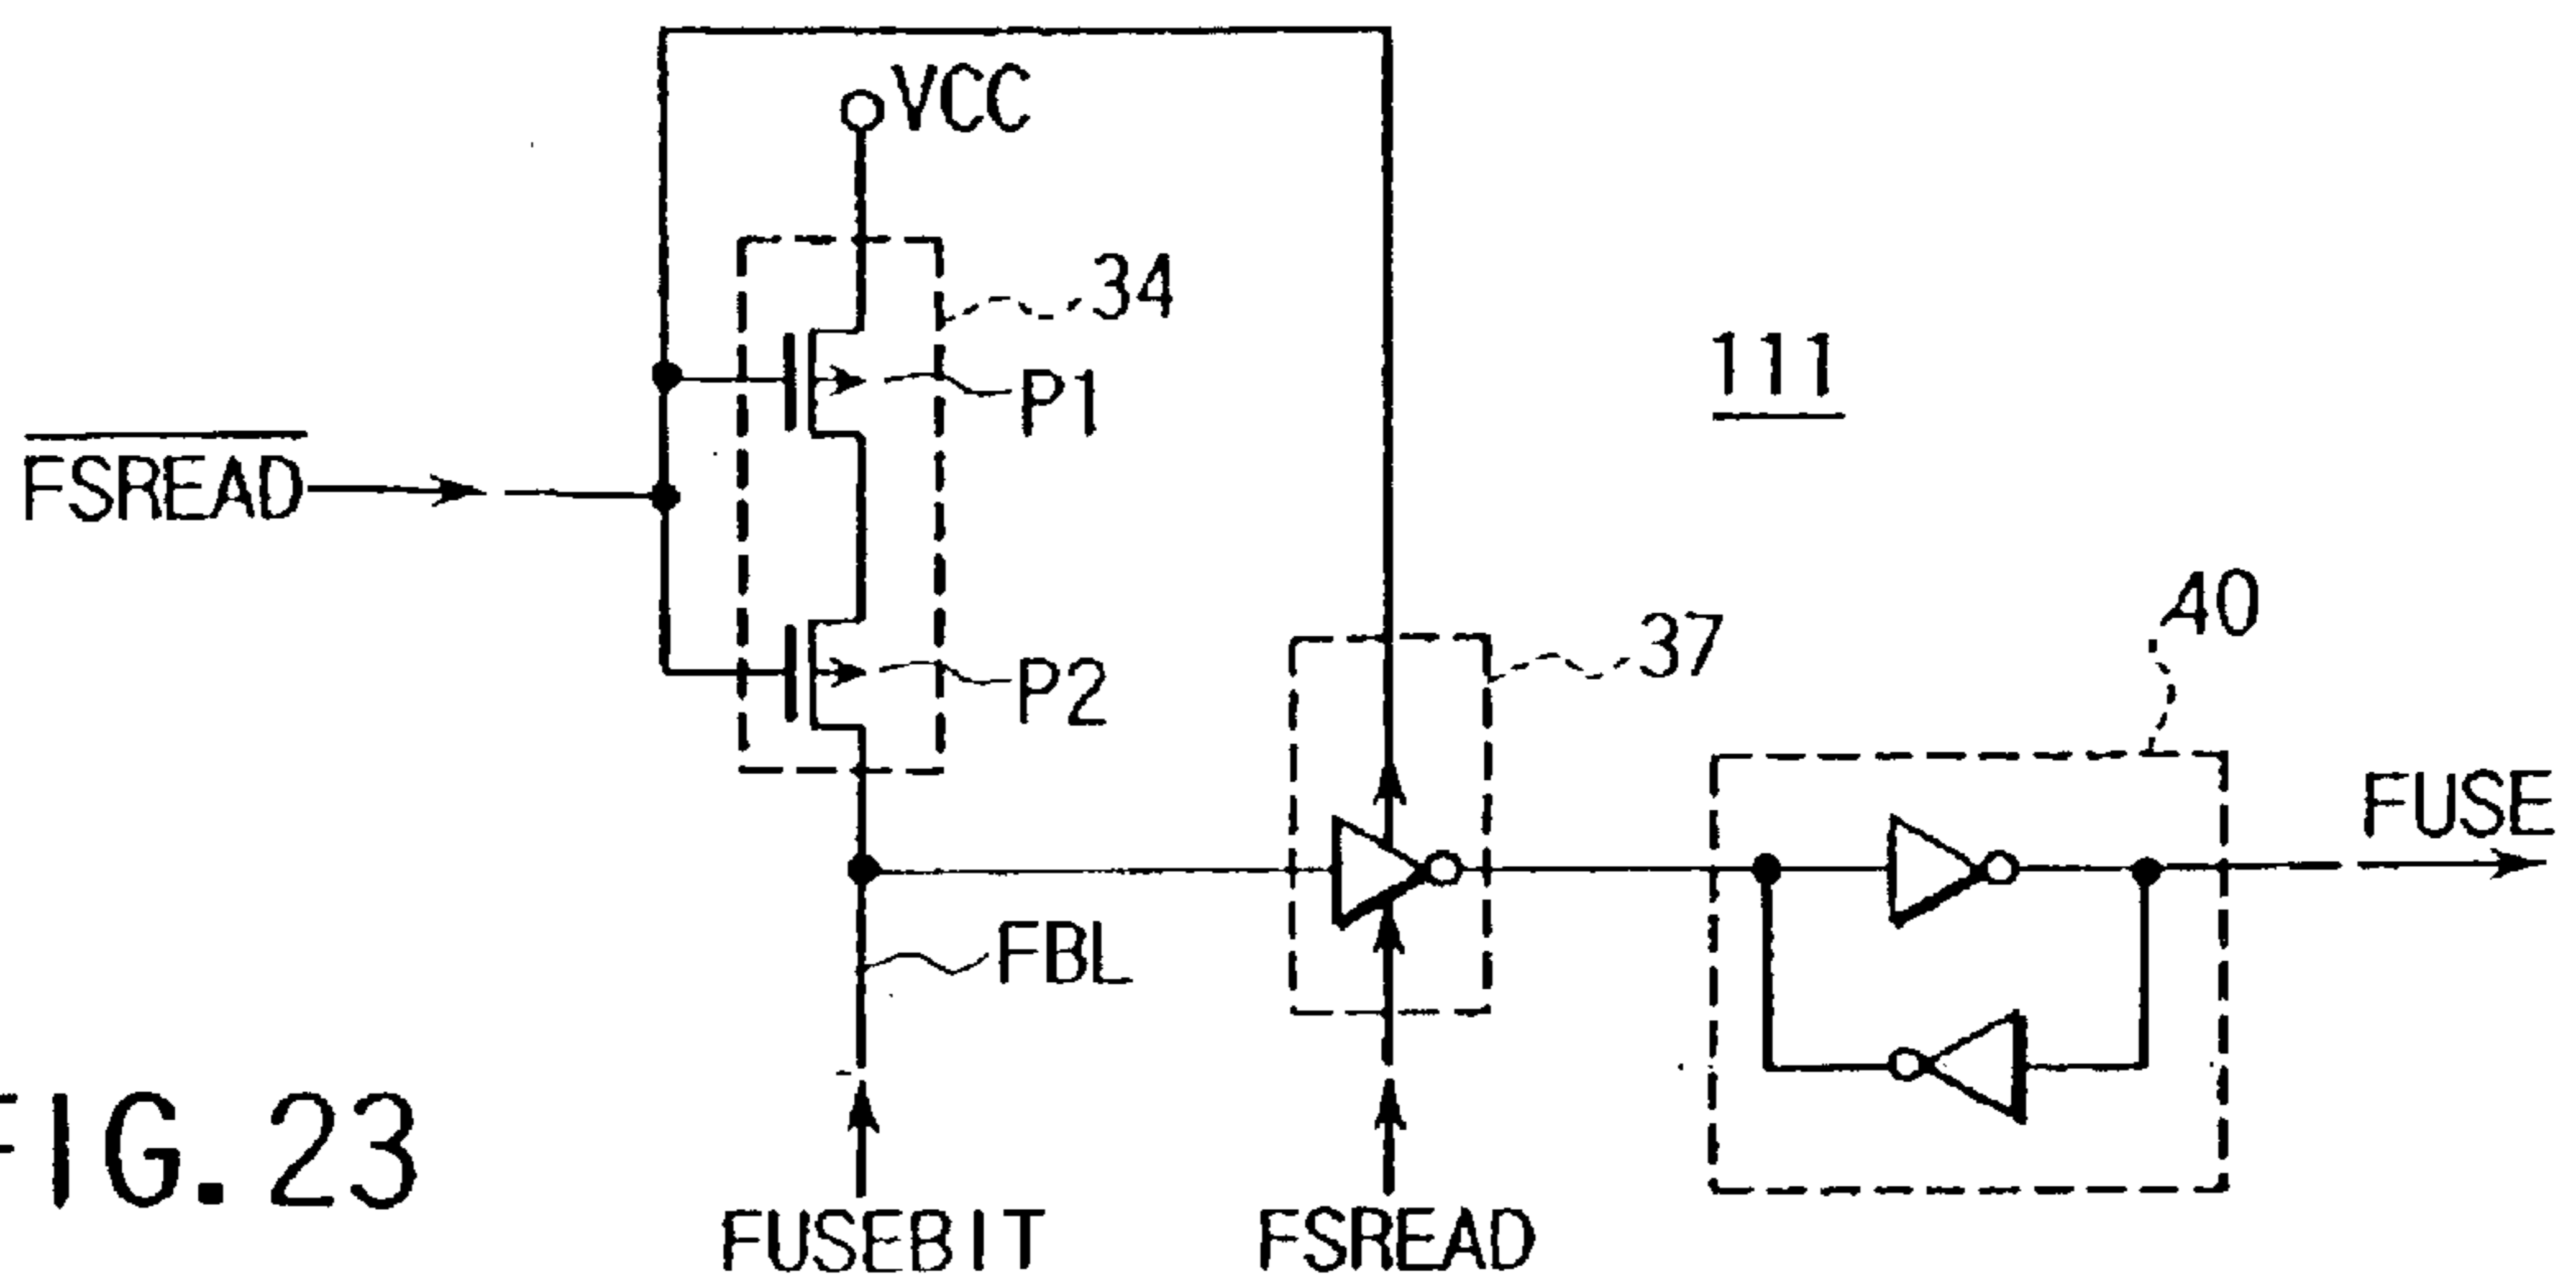 VCC
34
P1
111
FSREAD
P2
37
40
FUSE
FBL
FIG.23
FUSEBIT
FSREAD